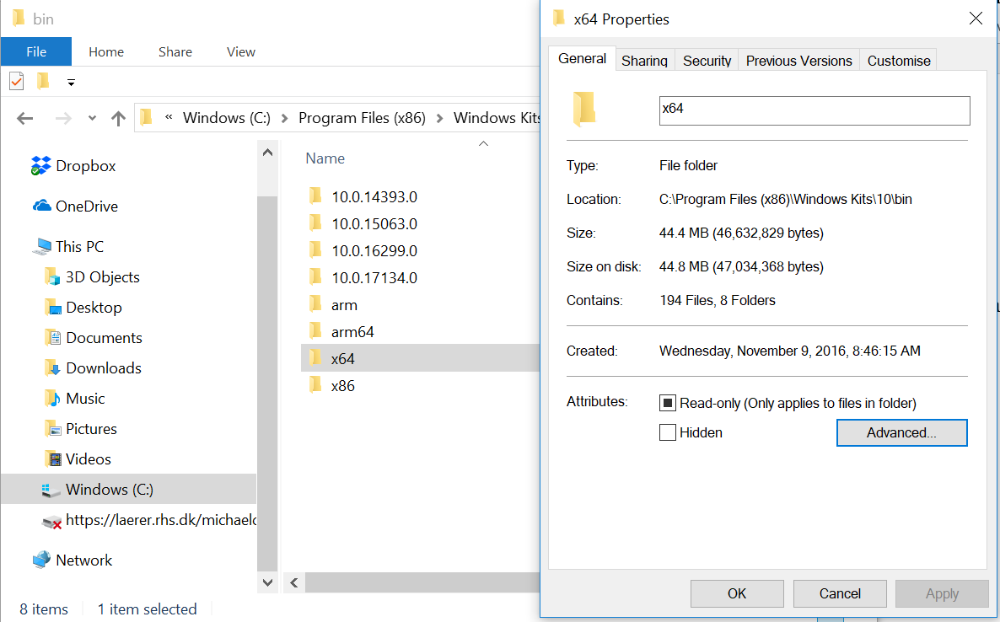 bin
File Home Share View
« Windows (C:) Program Files (x86) Windows Kits
Dropbox
OneDrive
This PC
3D Objects
Desktop
Documents
Downloads
Music
Pictures
Videos
Windows (C:)
https://laerer.rhs.dk/michaelc
Network
Name
10.0.14393.0
10.0.15063.0
10.0.16299.0
10.0.17134.0
arm
arm64
x64
x86
8 items 1 item selected
x64 Properties
General Sharing Security Previous Versions Customise
x64
Type: File folder
Location: C:\Program Files (x86)\Windows Kits\10\bin
Size: 44.4 MB (46,632,829 bytes)
Size on disk: 44.8 MB (47,034,368 bytes)
Contains: 194 Files, 8 Folders
Created: Wednesday, November 9, 2016, 8:46:15 AM
Attributes: Read-only (Only applies to files in folder)
Hidden Advanced...
OK Cancel Apply